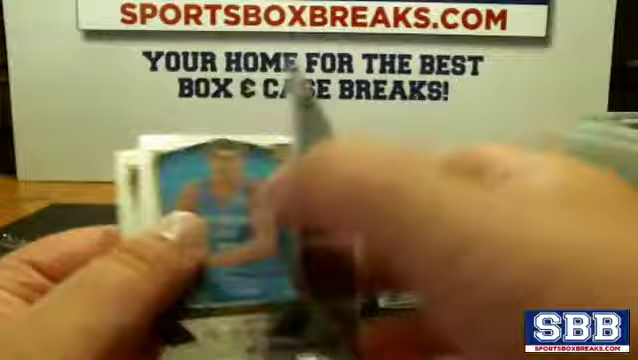 SPORTSBOXBREAKS.COM
YOUR HOME FOR THE BEST
BOX & CASE BREAKS!
SBB
SPORTSBOXBREAKS.COM